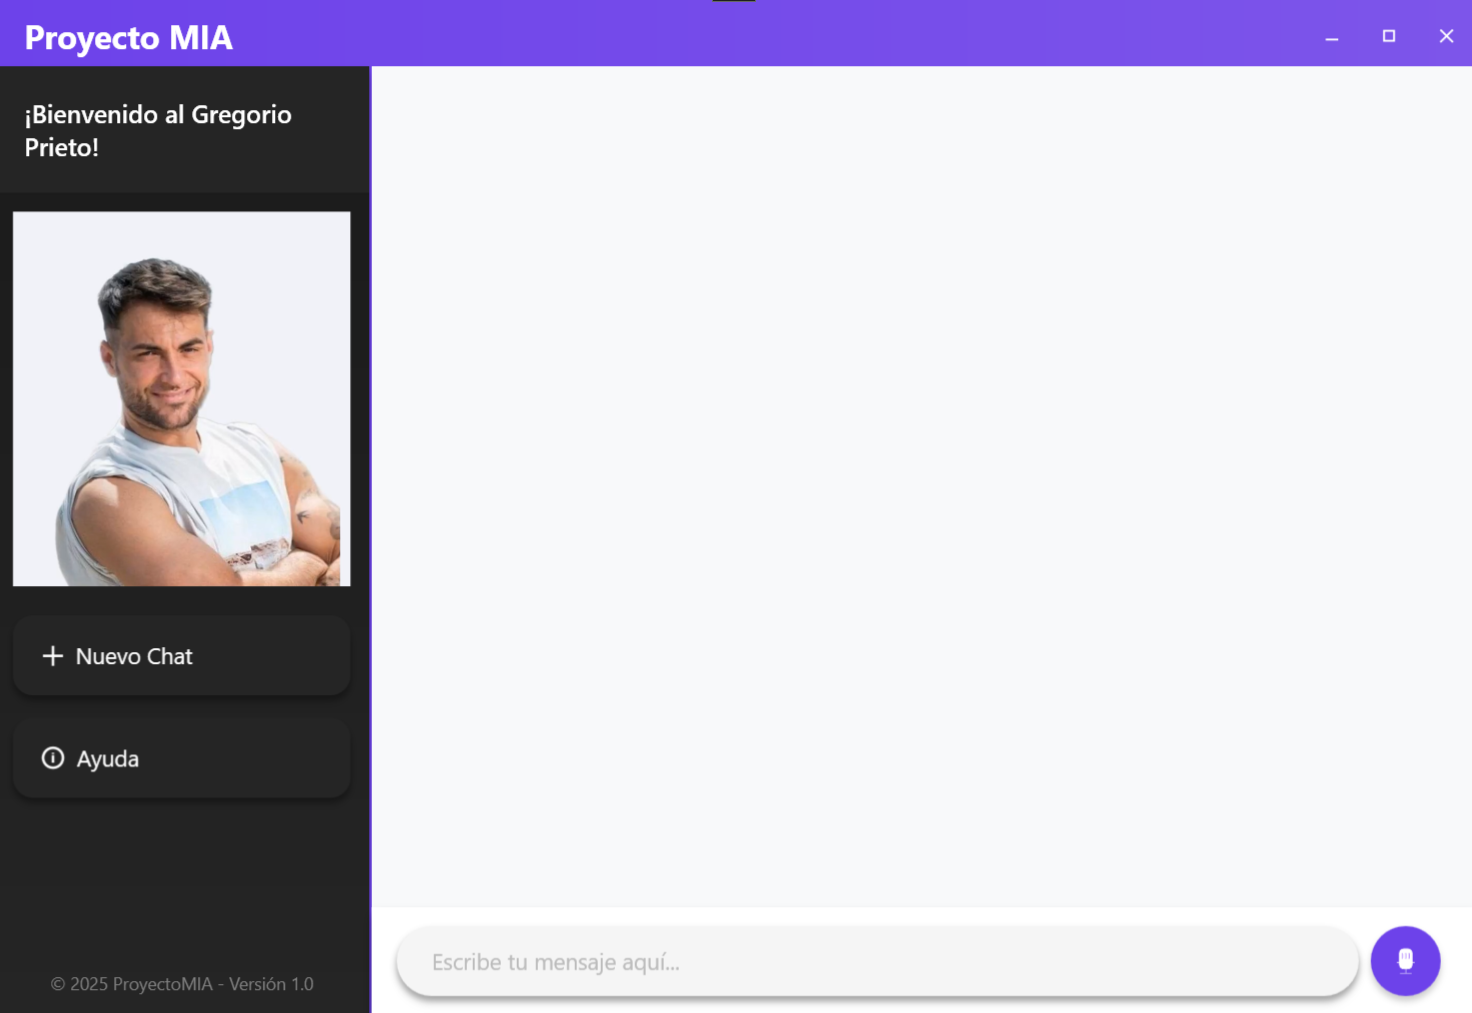 Proyecto MIA
¡Bienvenido al Gregorio
Prieto!
Nuevo Chat
Ayuda
© 2025 ProyectoMIA - Versión 1.0
Escribe tu mensaje aquí...